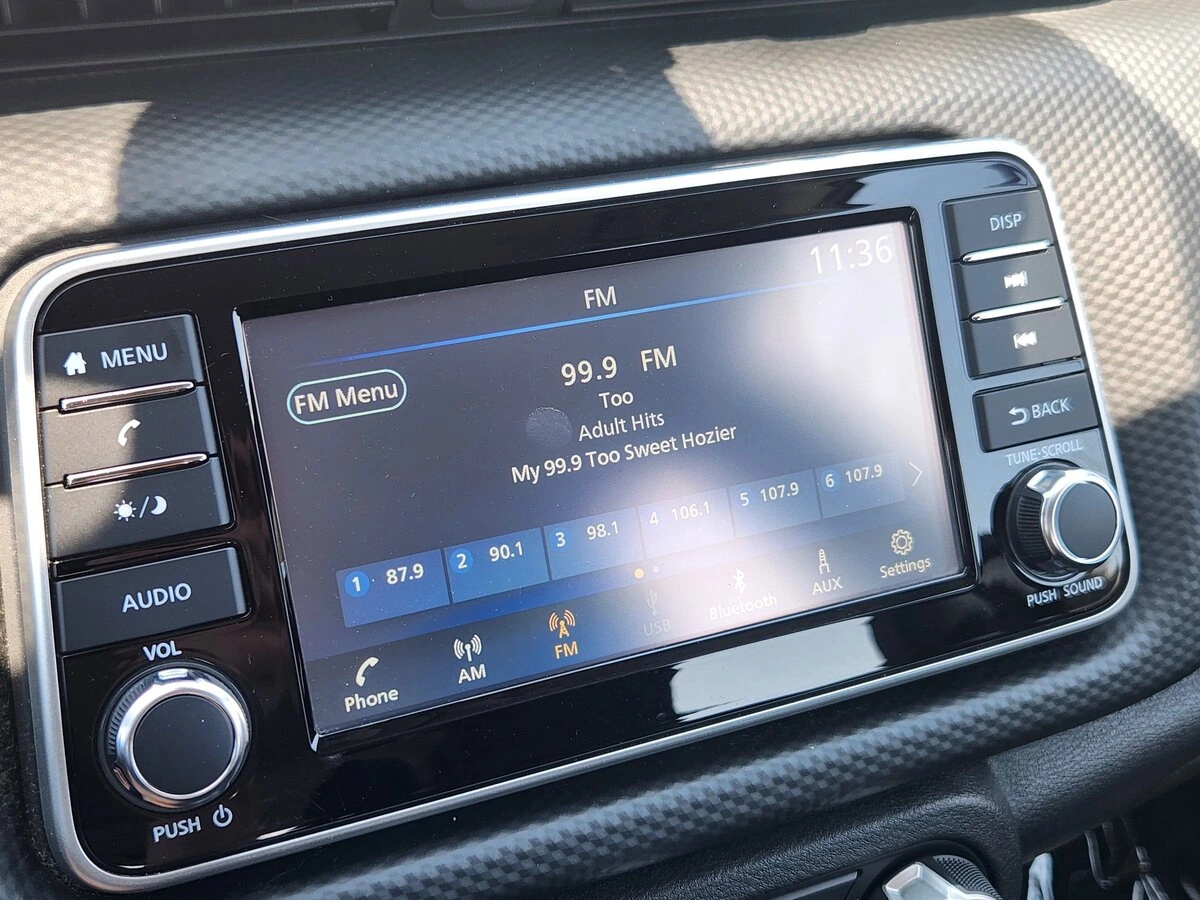 DISP
11:36
FM
MENU
99.9 FM
FM Menu
Too
Adult Hits
My 99.9 Too Sweet Hozier
BACK
TUNE·SCROLL
1 87.9
2 90.1
3 98.1
4 106.1
5 107.9
6 107.9
AUDIO
Phone
AM
FM
USB
Bluetooth
AUX
Settings
VOL
PUSH SOUND
PUSH